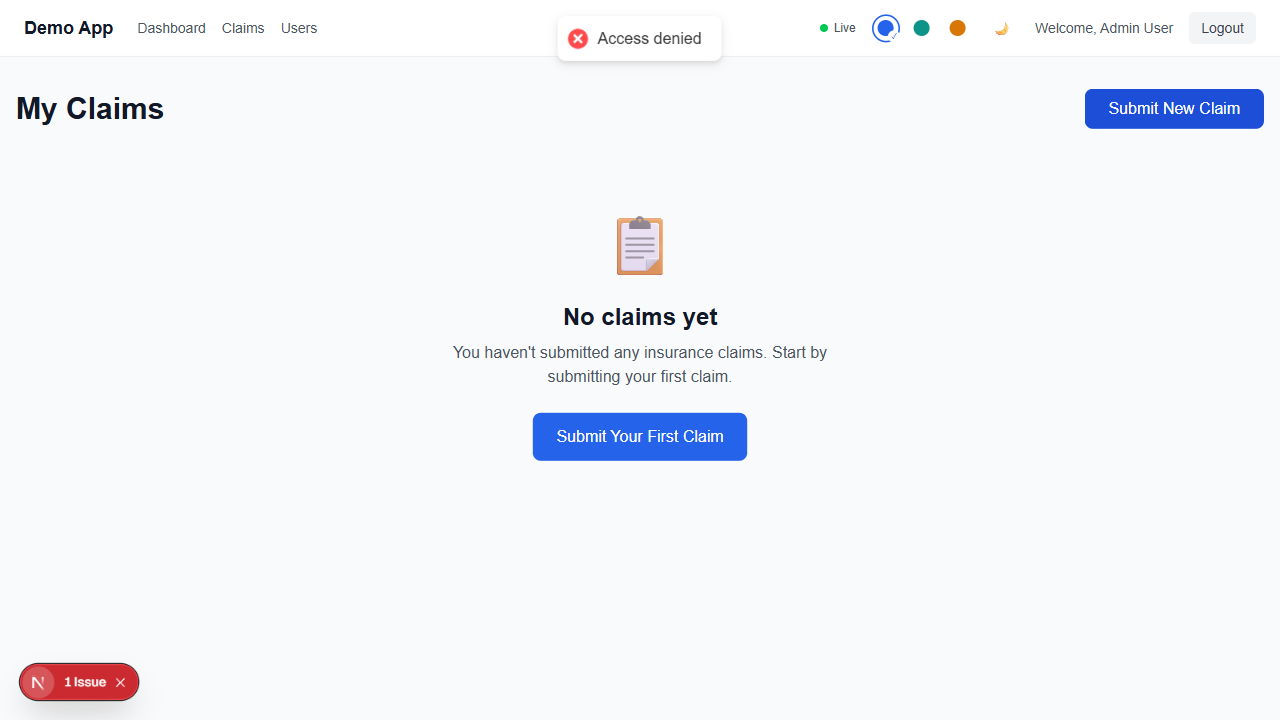 Demo App
Dashboard
Claims
Users
Access denied
Live
Welcome, Admin User
Logout
My Claims
Submit New Claim
No claims yet
You haven't submitted any insurance claims. Start by
submitting your first claim.
Submit Your First Claim
N
1 Issue